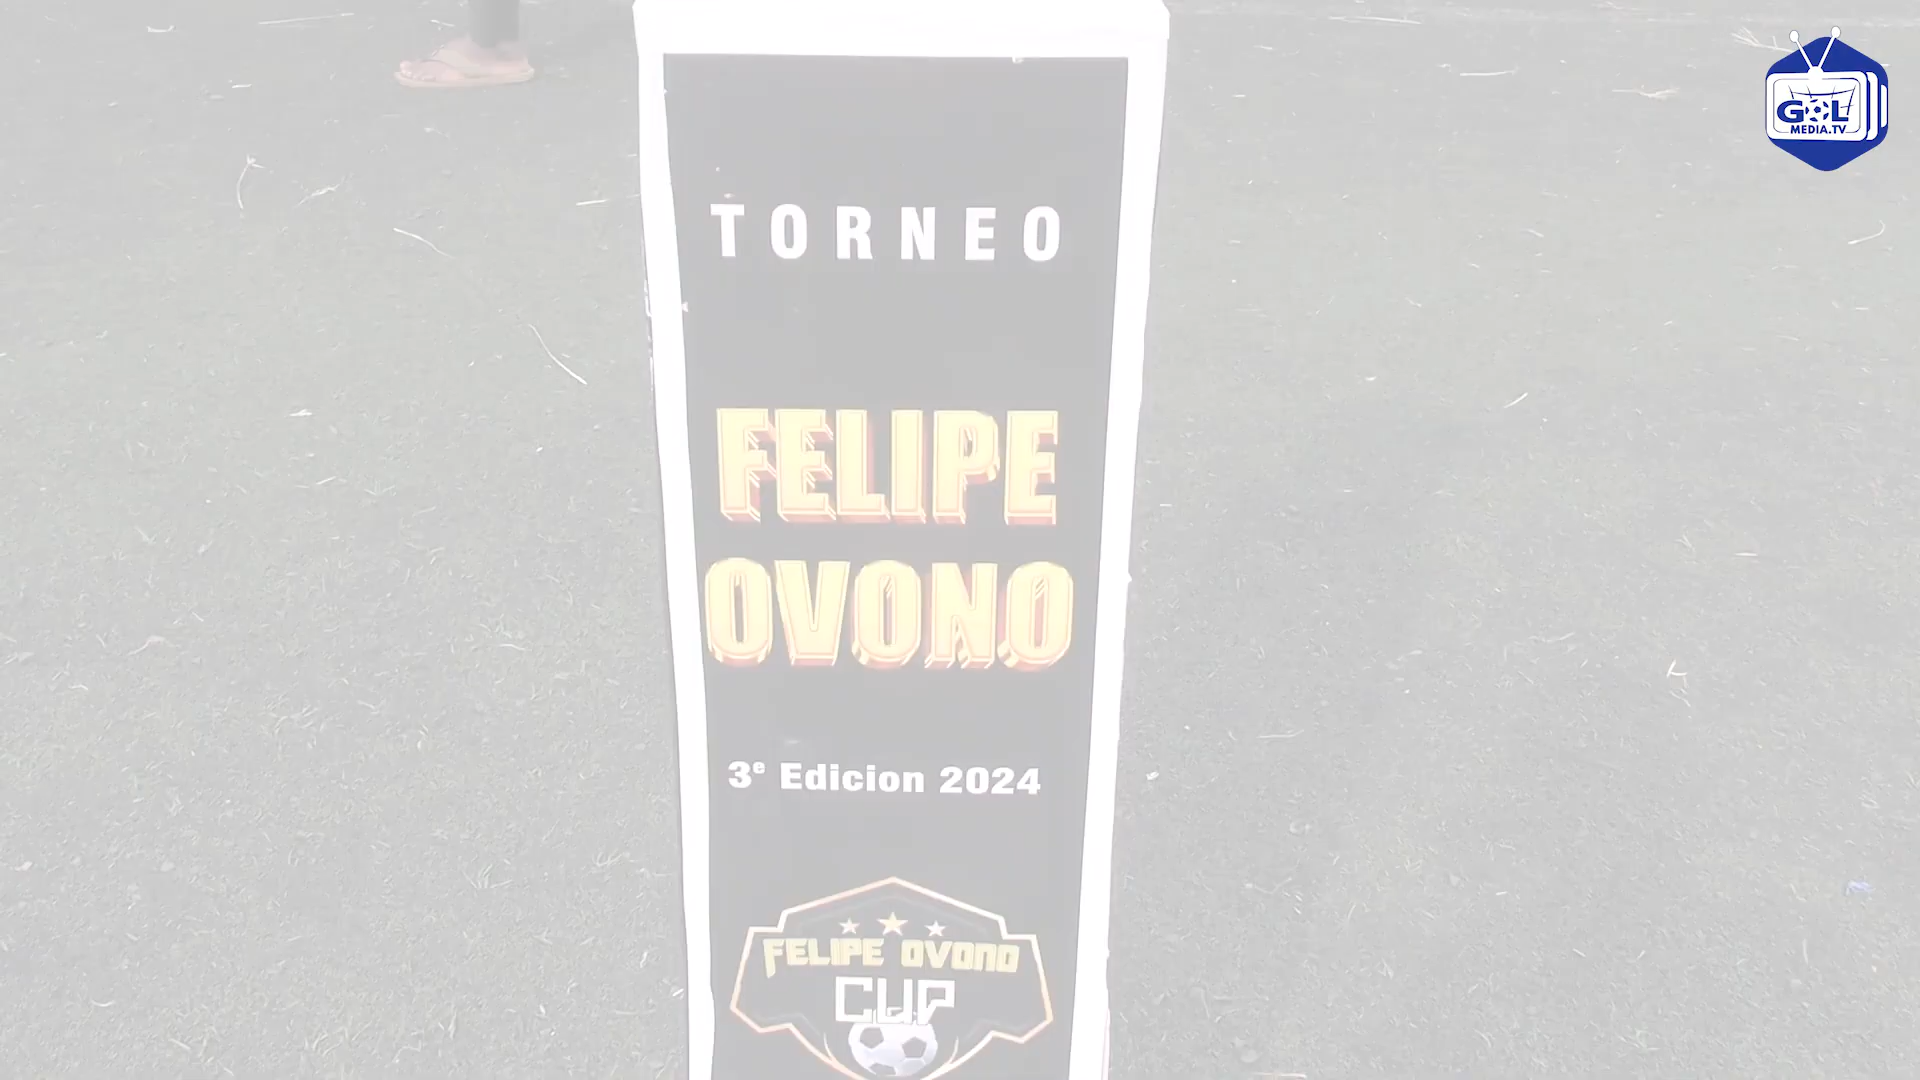 GOL
MEDIA.TV
TORNEO
FELIPE
OVONO
3e Edicion 2024
FELIPE OVONO
CUP